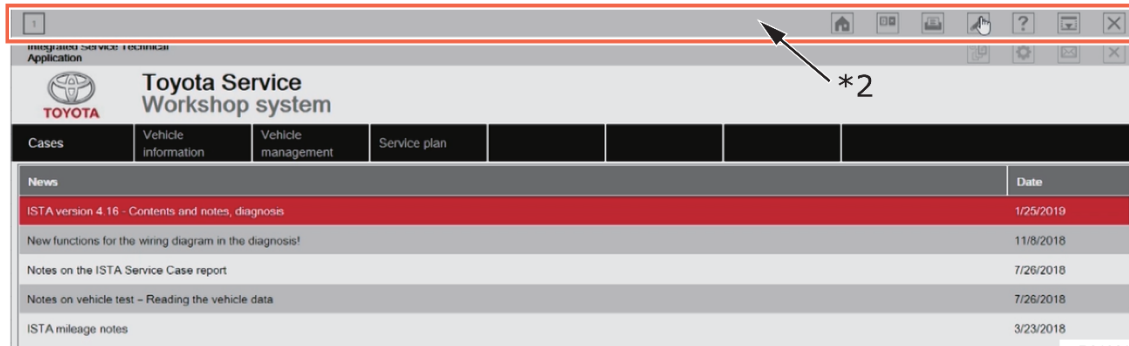 1
?
*2
Integrated Service Technical
Application
TOYOTA
Toyota Service
Workshop system
Cases
Vehicle
information
Vehicle
management
Service plan
News Date
ISTA version 4.16 - Contents and notes, diagnosis 1/25/2019
New functions for the wiring diagram in the diagnosis! 11/8/2018
Notes on the ISTA Service Case report 7/26/2018
Notes on vehicle test – Reading the vehicle data 7/26/2018
ISTA mileage notes 3/23/2018